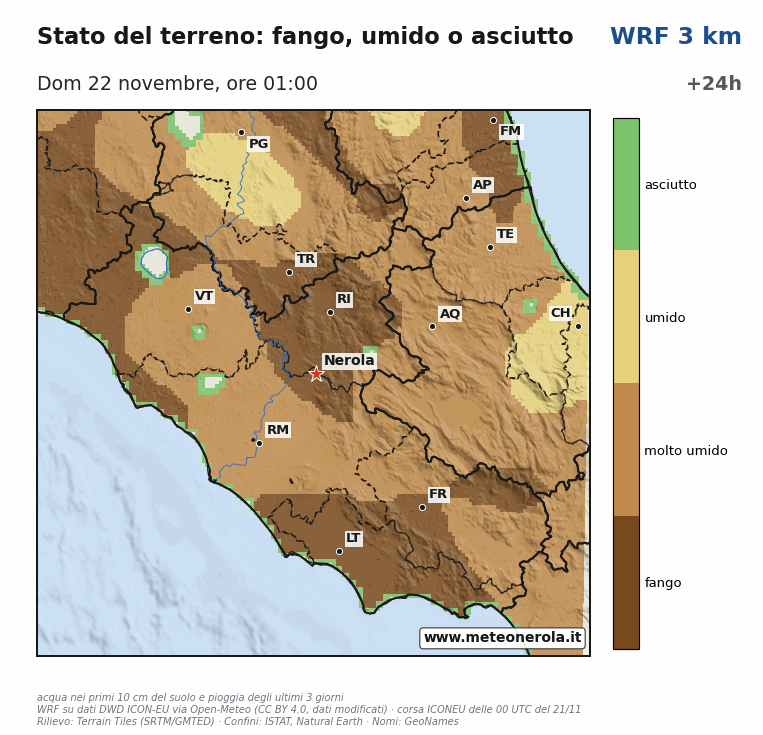 Stato del terreno: fango, umido o asciutto WRF 3 km
Dom 22 novembre, ore 01:00 +24h
FM
PG
AP
TE
TR
VT
RI
AQ
CH
Nerola
RM
FR
LT
www.meteonerola.it
asciutto
umido
molto umido
fango
acqua nei primi 10 cm del suolo e pioggia degli ultimi 3 giorni
WRF su dati DWD ICON-EU via Open-Meteo (CC BY 4.0, dati modificati) · corsa ICONEU delle 00 UTC del 21/11
Rilievo: Terrain Tiles (SRTM/GMTED) · Confini: ISTAT, Natural Earth · Nomi: GeoNames